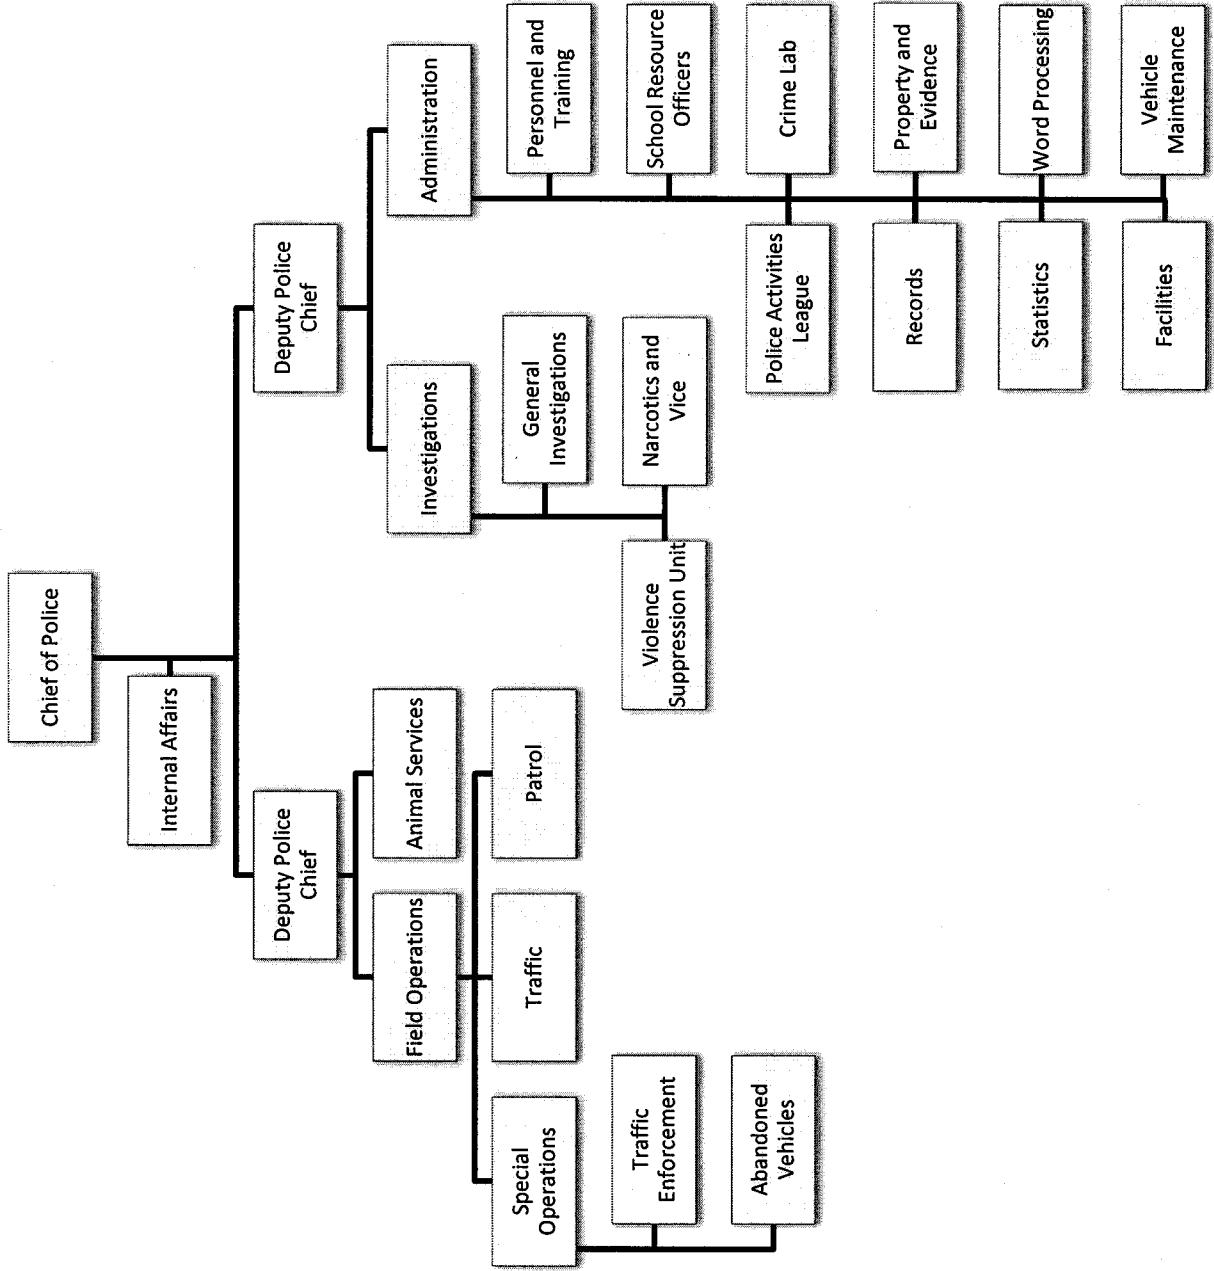 Chief of Police
Internal Affairs
Deputy Police
Chief
Deputy Police
Chief
Field Operations
Animal Services
Investigations
Administration
Special
Operations
Traffic
Patrol
General
Investigations
Personnel and
Training
Traffic
Enforcement
Violence
Suppression Unit
Narcotics and
Vice
School Resource
Officers
Abandoned
Vehicles
Police Activities
League
Crime Lab
Records
Property and
Evidence
Statistics
Word Processing
Facilities
Vehicle
Maintenance